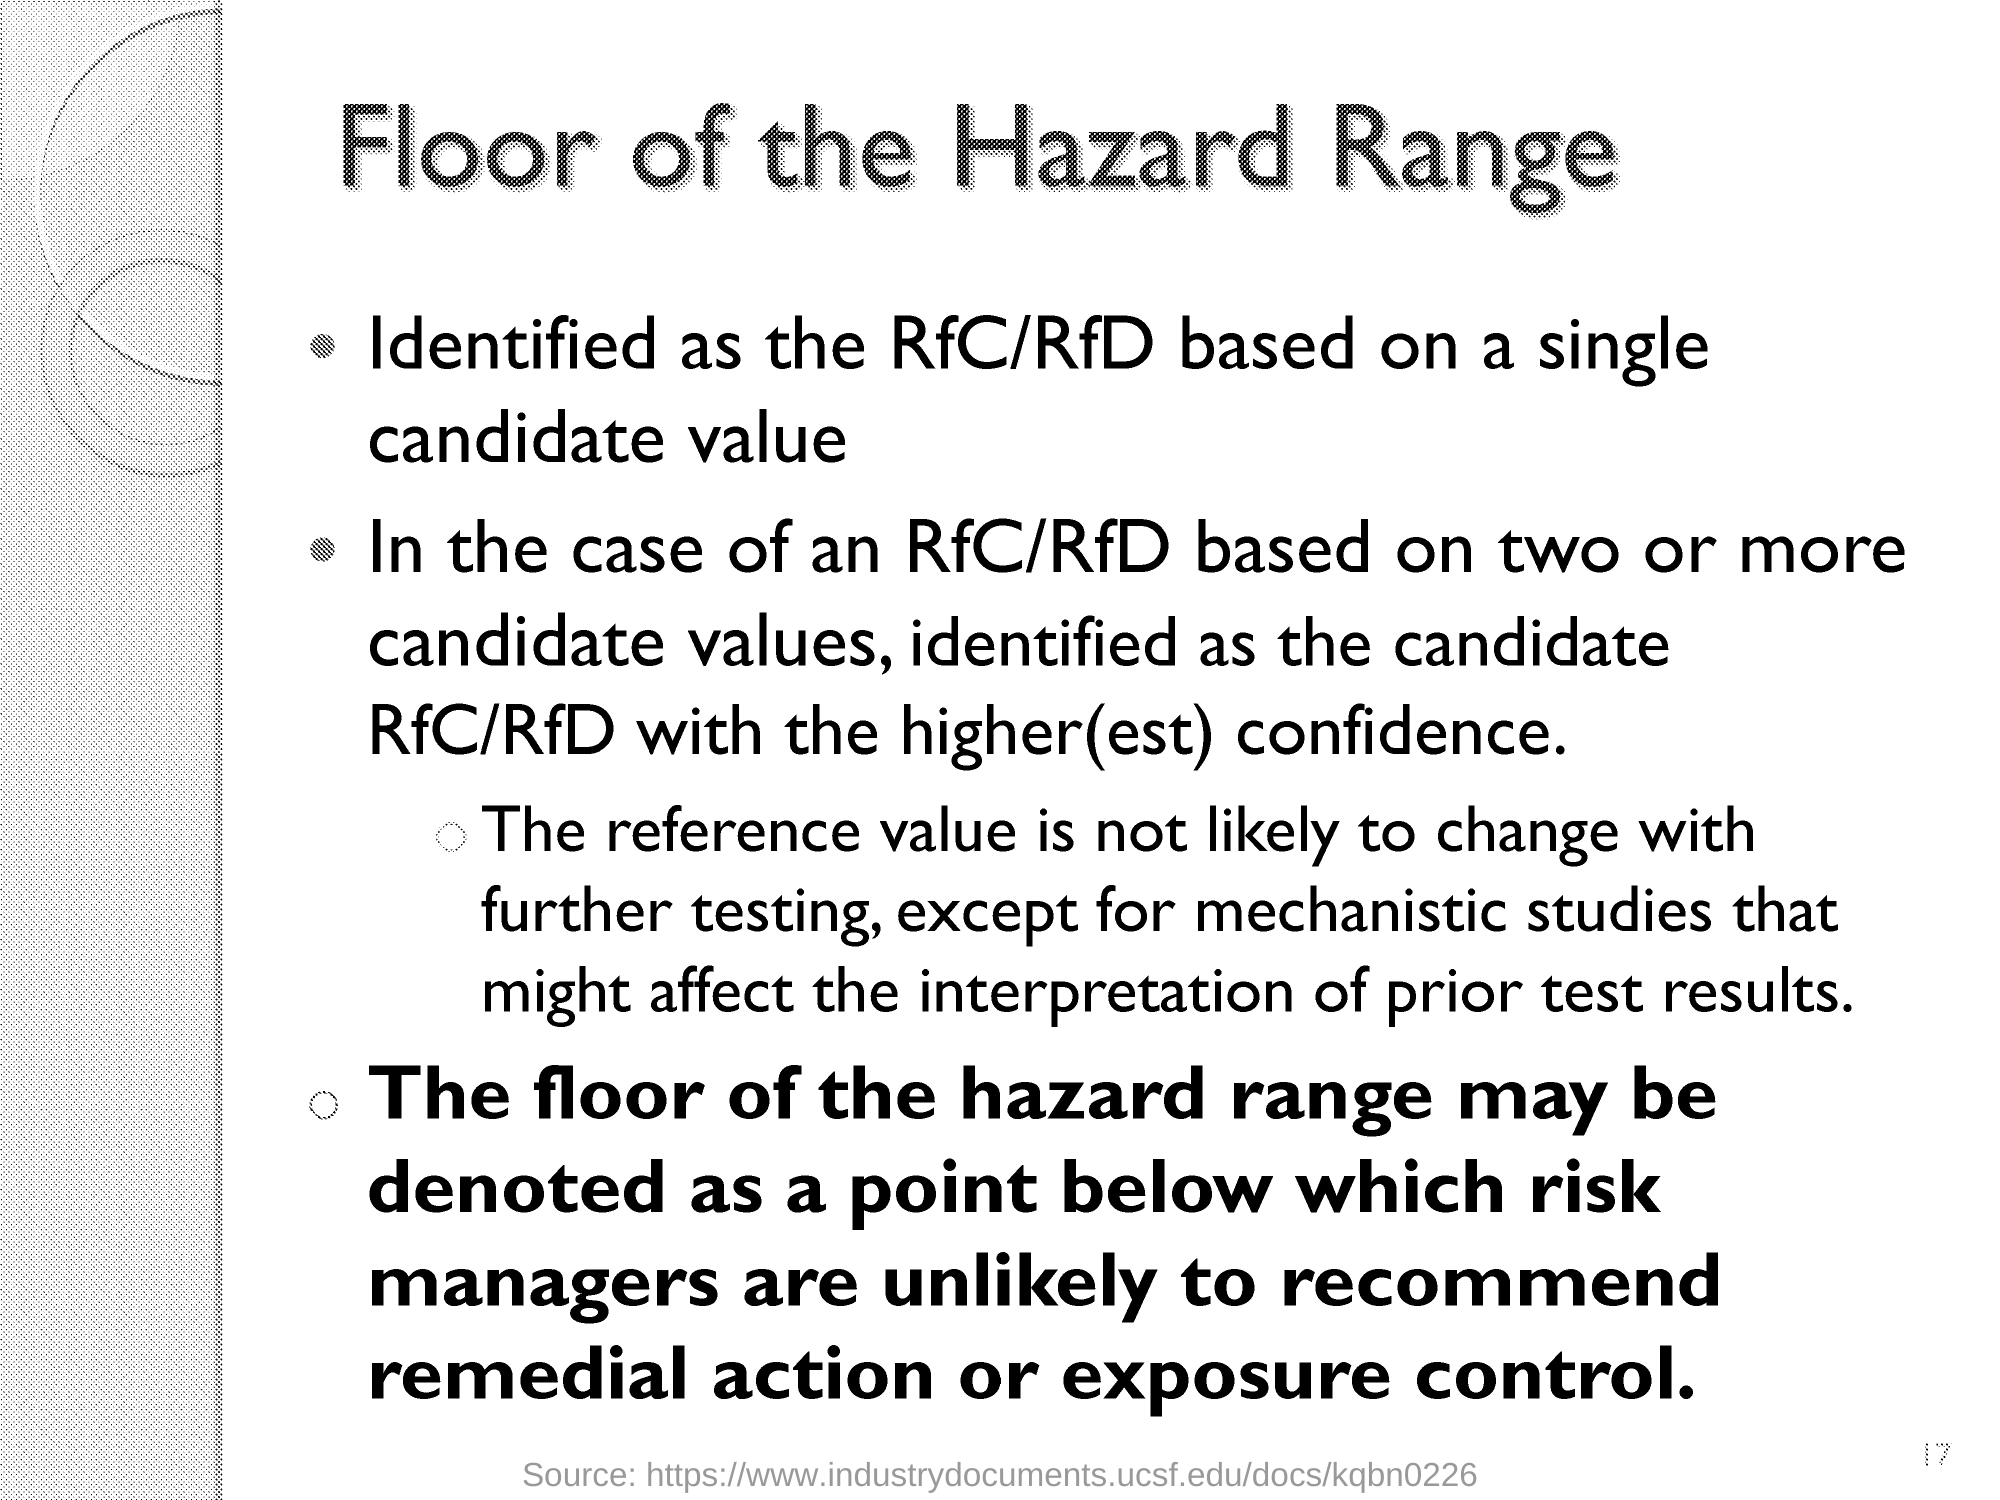 Floor of the Hazard Range
• Identified as the RfC/RfD based on a single
candidate value
• In the case of an RfC/RfD based on two or more
candidate values, identified as the candidate
RfC/RfD with the higher(est) confidence.
○ The reference value is not likely to change with
further testing, except for mechanistic studies that
might affect the interpretation of prior test results.
○ The floor of the hazard range may be
denoted as a point below which risk
managers are unlikely to recommend
remedial action or exposure control.
17
Source: https://www.industrydocuments.ucsf.edu/docs/kqbn0226